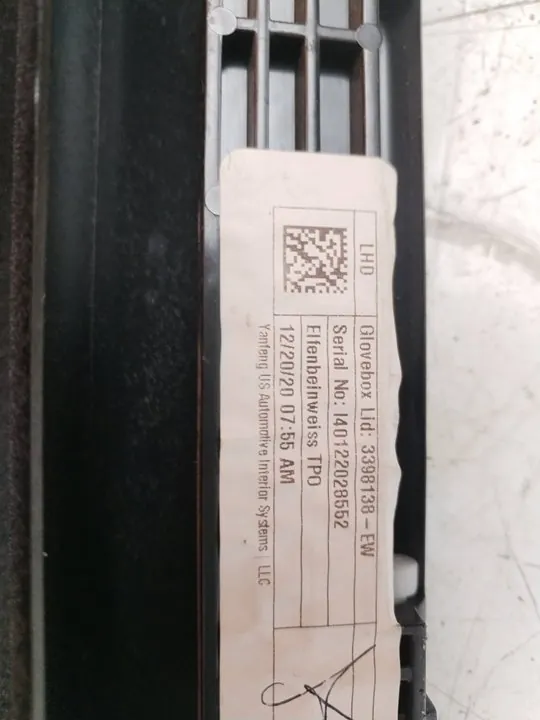 LHD
Glovebox Lid: 3398138-EW
Serial No: I40122028552
Elfenbeinweiss TPO
12/20/20 07:55 AM
Yanfeng US Automotive Interior Systems LLC